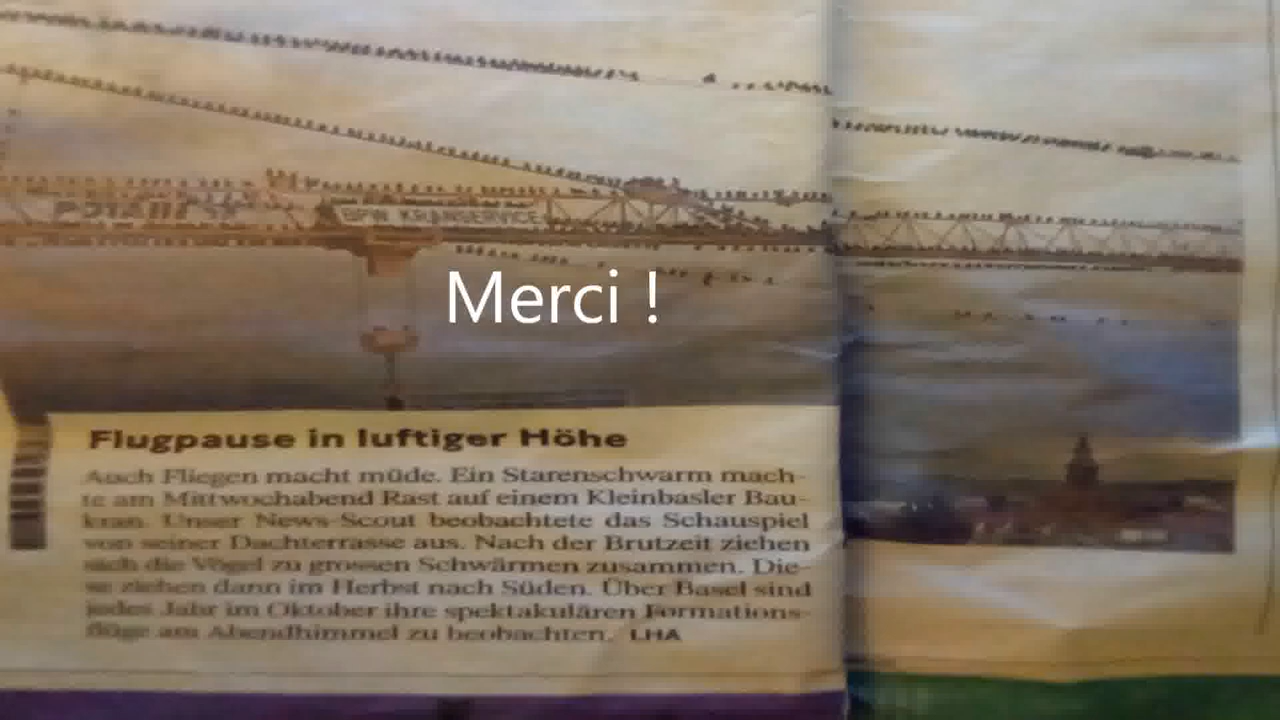 BPW KRANSERVICE
Merci !
Flugpause in luftiger Höhe
Auch Fliegen macht müde. Ein Starenschwarm mach-
te am Mittwochabend Rast auf einem Kleinbasler Bau-
kran. Unser News-Scout beobachtete das Schauspiel
von seiner Dachterrasse aus. Nach der Brutzeit ziehen
sich die Vögel zu grossen Schwärmen zusammen. Die-
se ziehen dann im Herbst nach Süden. Über Basel sind
jedes Jahr im Oktober ihre spektakulären Formations-
flüge am Abendhimmel zu beobachten. LHA